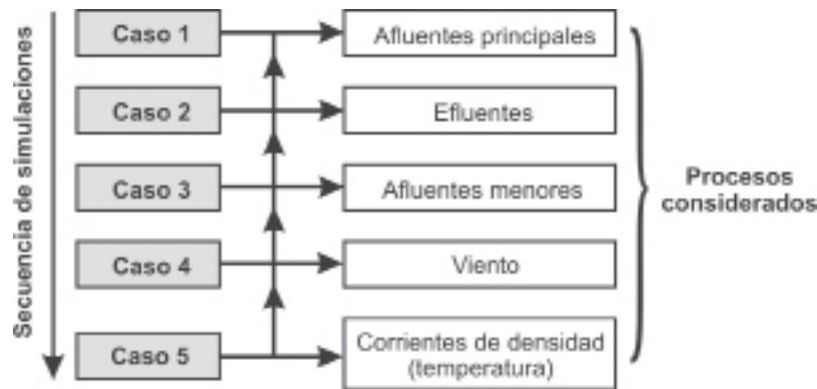 Secuencia de simulaciones
Caso 1
Afluentes principales
Caso 2
Efluentes
Caso 3
Afluentes menores
Caso 4
Viento
Caso 5
Corrientes de densidad
(temperatura)
Procesos
considerados